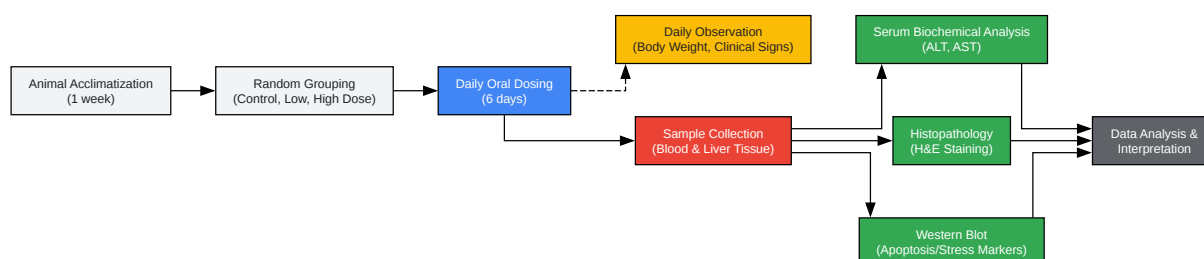 Animal Acclimatization
(1 week)
Random Grouping
(Control, Low, High Dose)
Daily Oral Dosing
(6 days)
Daily Observation
(Body Weight, Clinical Signs)
Sample Collection
(Blood & Liver Tissue)
Serum Biochemical Analysis
(ALT, AST)
Histopathology
(H&E Staining)
Western Blot
(Apoptosis/Stress Markers)
Data Analysis &
Interpretation